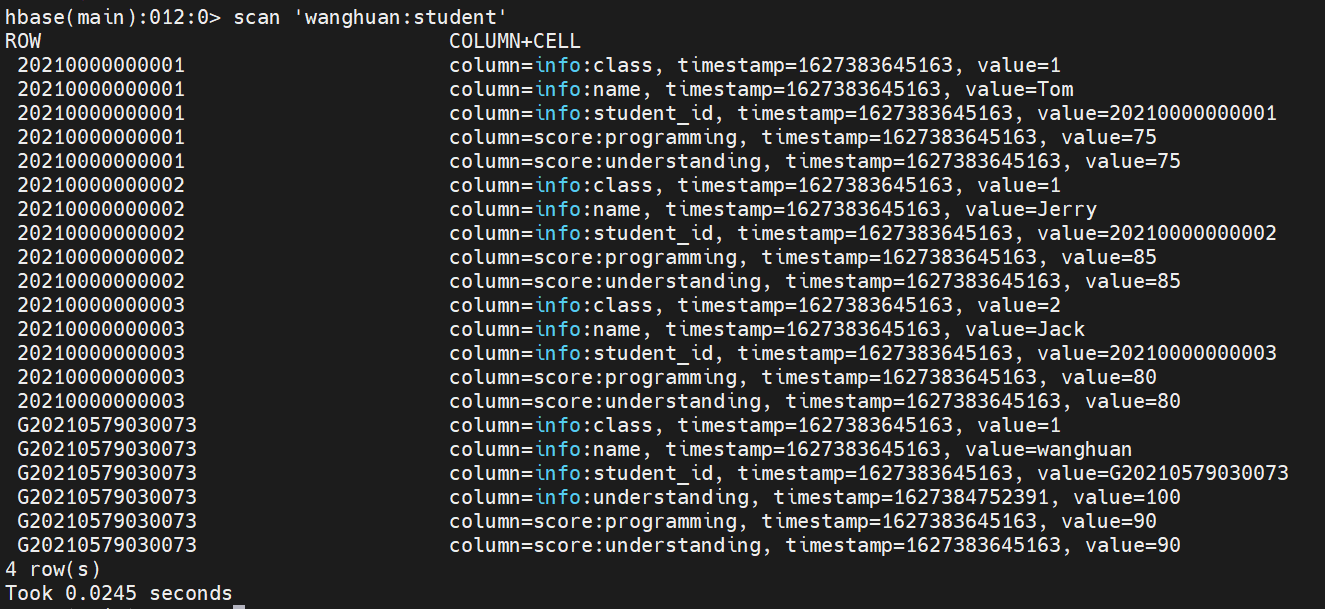 hbase(main):012:0> scan 'wanghuan:student'
ROW COLUMN+CELL
20210000000001 column=info:class, timestamp=1627383645163, value=1
20210000000001 column=info:name, timestamp=1627383645163, value=Tom
20210000000001 column=info:student_id, timestamp=1627383645163, value=20210000000001
20210000000001 column=score:programming, timestamp=1627383645163, value=75
20210000000001 column=score:understanding, timestamp=1627383645163, value=75
20210000000002 column=info:class, timestamp=1627383645163, value=1
20210000000002 column=info:name, timestamp=1627383645163, value=Jerry
20210000000002 column=info:student_id, timestamp=1627383645163, value=20210000000002
20210000000002 column=score:programming, timestamp=1627383645163, value=85
20210000000002 column=score:understanding, timestamp=1627383645163, value=85
20210000000003 column=info:class, timestamp=1627383645163, value=2
20210000000003 column=info:name, timestamp=1627383645163, value=Jack
20210000000003 column=info:student_id, timestamp=1627383645163, value=20210000000003
20210000000003 column=score:programming, timestamp=1627383645163, value=80
20210000000003 column=score:understanding, timestamp=1627383645163, value=80
G20210579030073 column=info:class, timestamp=1627383645163, value=1
G20210579030073 column=info:name, timestamp=1627383645163, value=wanghuan
G20210579030073 column=info:student_id, timestamp=1627383645163, value=G20210579030073
G20210579030073 column=info:understanding, timestamp=1627384752391, value=100
G20210579030073 column=score:programming, timestamp=1627383645163, value=90
G20210579030073 column=score:understanding, timestamp=1627383645163, value=90
4 row(s)
Took 0.0245 seconds